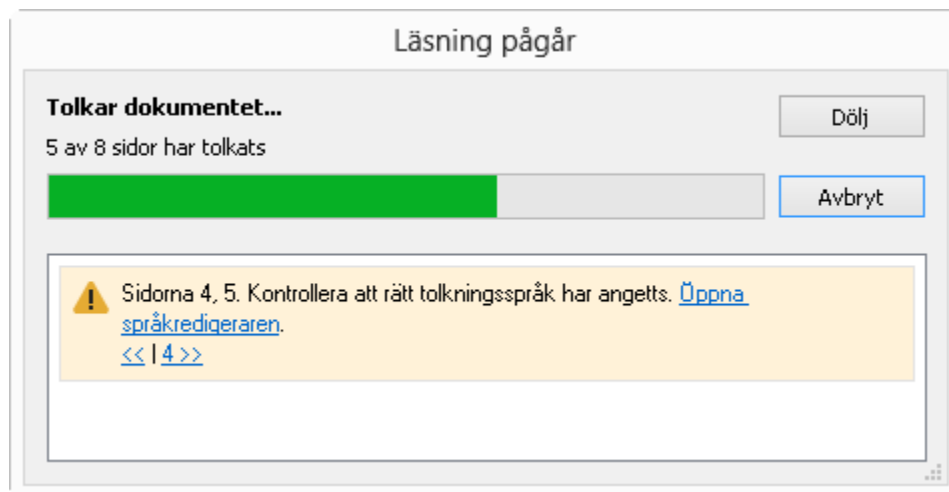 Läsning pågår
Tolkar dokumentet...
Dölj
5 av 8 sidor har tolkats
Avbryt
Sidorna 4, 5. Kontrollera att rätt tolkningsspråk har angetts. Öppna
språkredigeraren.
<< | 4 >>